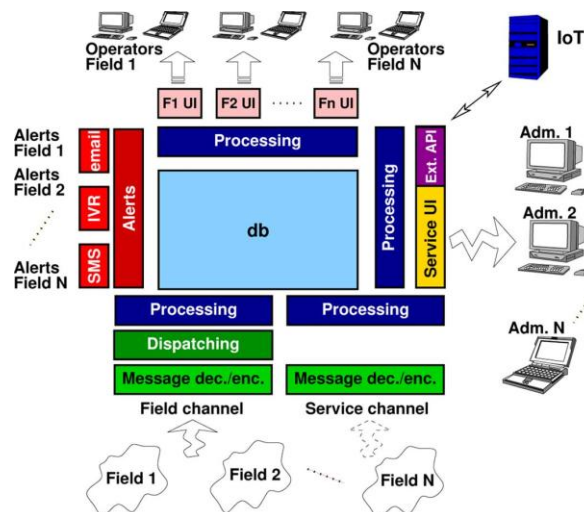 Operators
Field 1
Operators
Field N
IoT
F1 UI
F2 UI
.....
Fn UI
Alerts
Field 1
Alerts
Field 2
Alerts
Field N
email
IVR
SMS
Alerts
Processing
db
Processing
Ext. API
Service UI
Adm. 1
Adm. 2
Adm. N
Processing
Processing
Dispatching
Message dec./enc.
Message dec./enc.
Field channel
Service channel
Field 1
Field 2
Field N